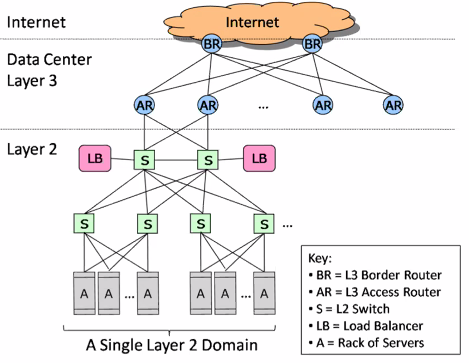 Internet
Internet
BR BR
Data Center
Layer 3
AR AR ... AR AR
Layer 2
LB S S LB
S S S S ...
A A ... A A A ... A
A Single Layer 2 Domain
Key:
• BR = L3 Border Router
• AR = L3 Access Router
• S = L2 Switch
• LB = Load Balancer
• A = Rack of Servers